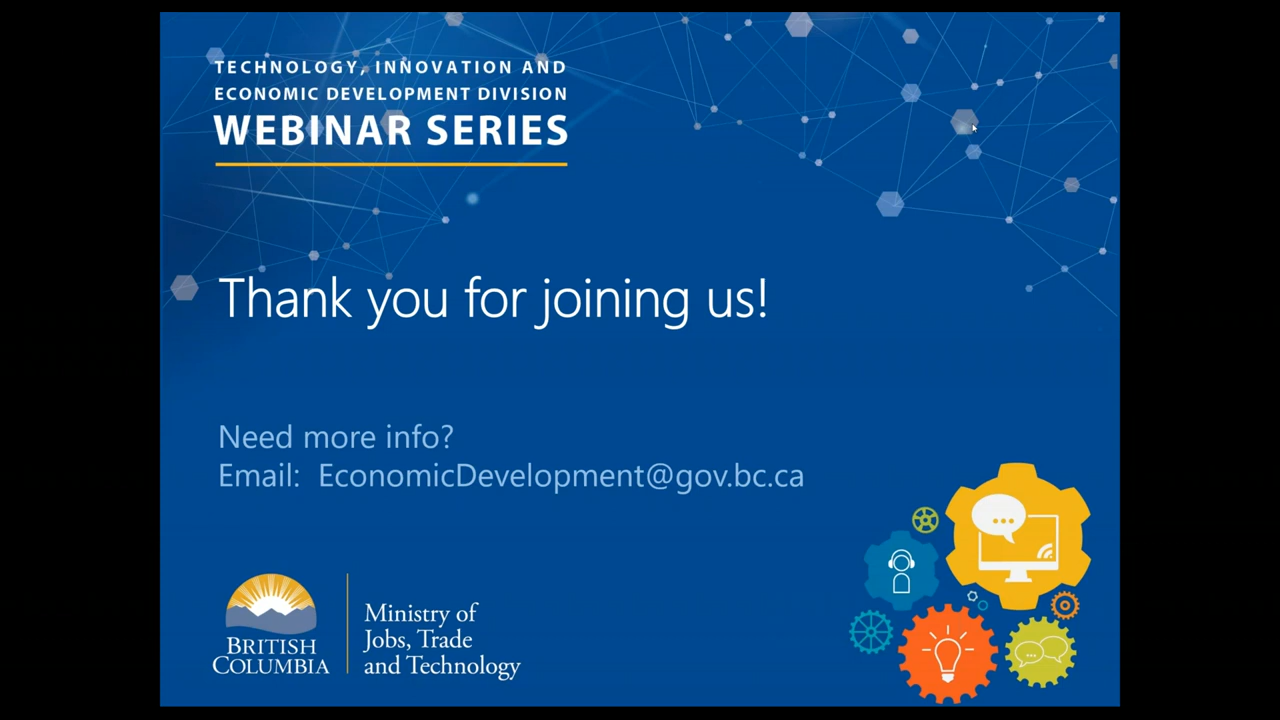 TECHNOLOGY, INNOVATION AND
ECONOMIC DEVELOPMENT DIVISION
WEBINAR SERIES
Thank you for joining us!
Need more info?
Email: EconomicDevelopment@gov.bc.ca
BRITISH
COLUMBIA
Ministry of
Jobs, Trade
and Technology